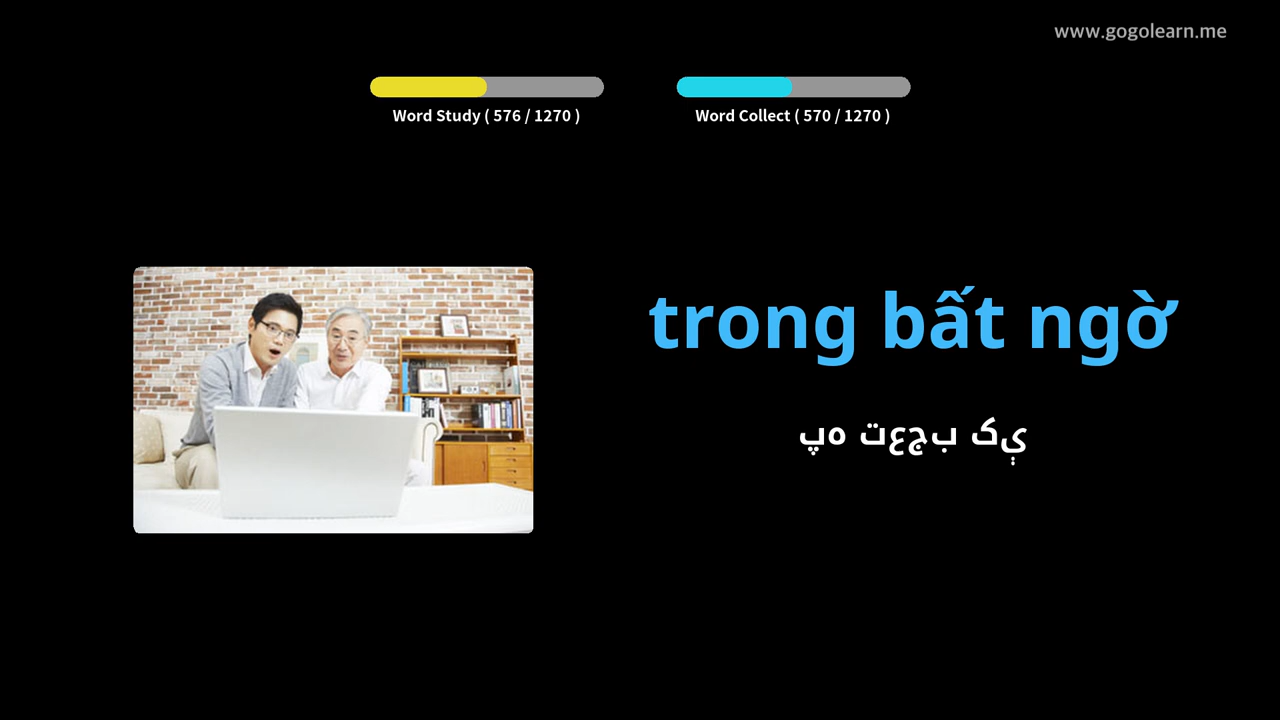 www.gogolearn.me
Word Study ( 576 / 1270 )
Word Collect ( 570 / 1270 )
trong bất ngờ
په تعجب کې